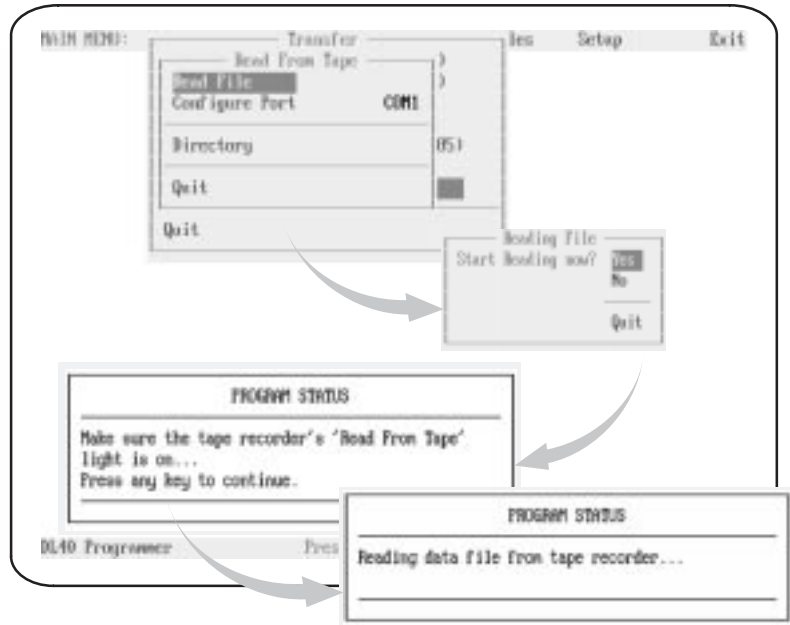 MAIN MENU: les Setup Exit
Transfer
Read From Tape )
Read File )
Configure Port COM1
Directory 05)
Quit
Quit
Reading File
Start Reading now? Yes
No
Quit
PROGRAM STATUS
Make sure the tape recorder's 'Read From Tape'
light is on...
Press any key to continue.
DL40 Programmer Pres
PROGRAM STATUS
Reading data file from tape recorder...